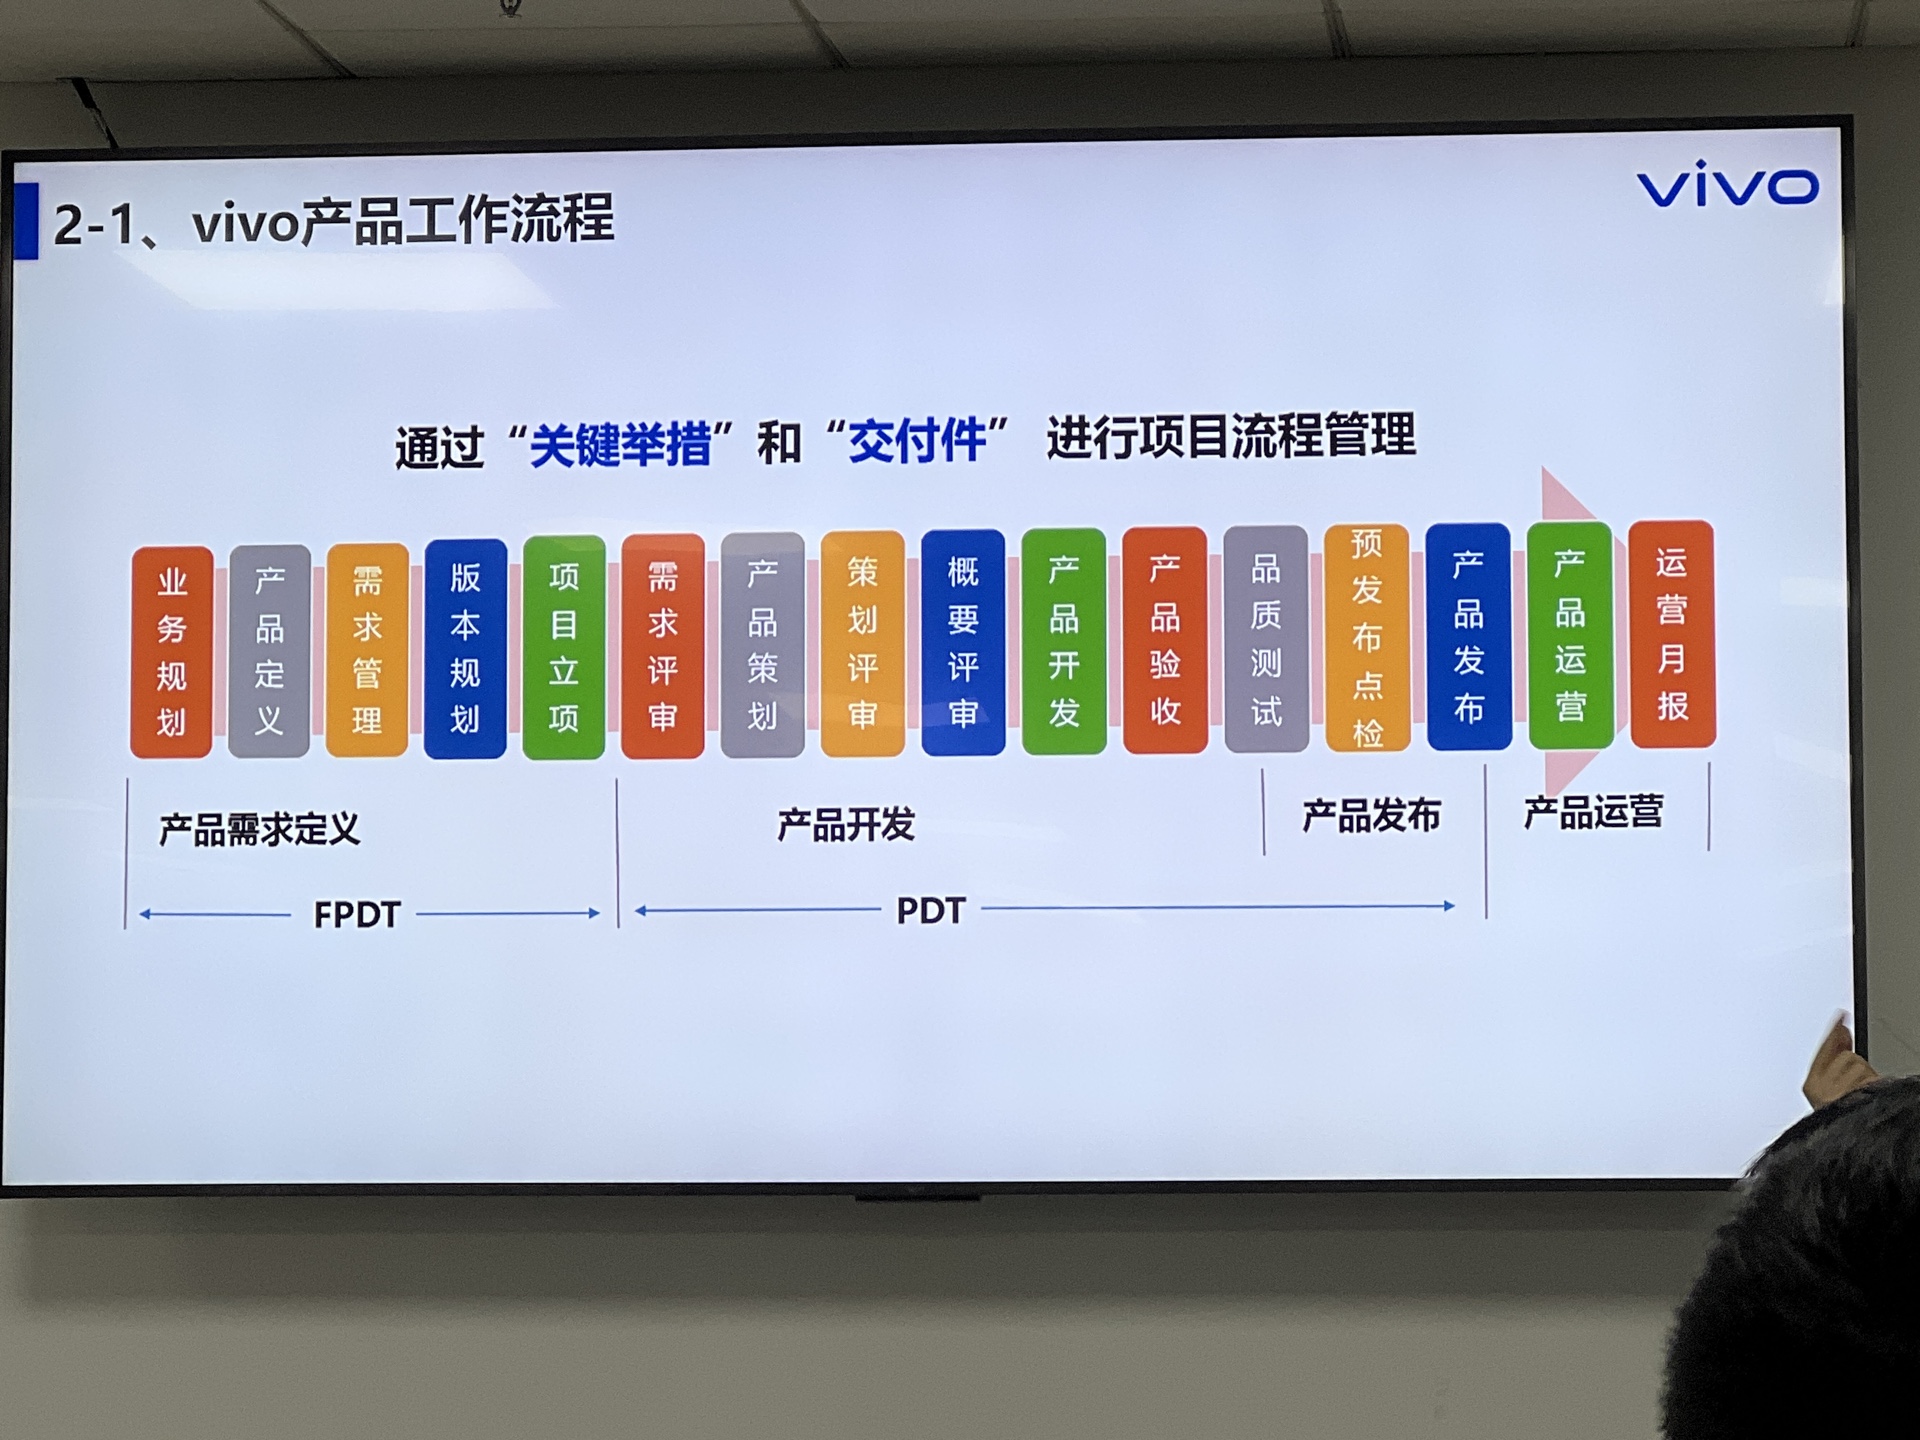 2-1、vivo产品工作流程
vivo
通过“关键举措”和“交付件” 进行项目流程管理
业务规划
产品定义
需求管理
版本规划
项目立项
需求评审
产品策划
策划评审
概要评审
产品开发
产品验收
品质测试
预发布点检
产品发布
产品运营
运营月报
产品需求定义
产品开发
产品发布
产品运营
FPDT
PDT